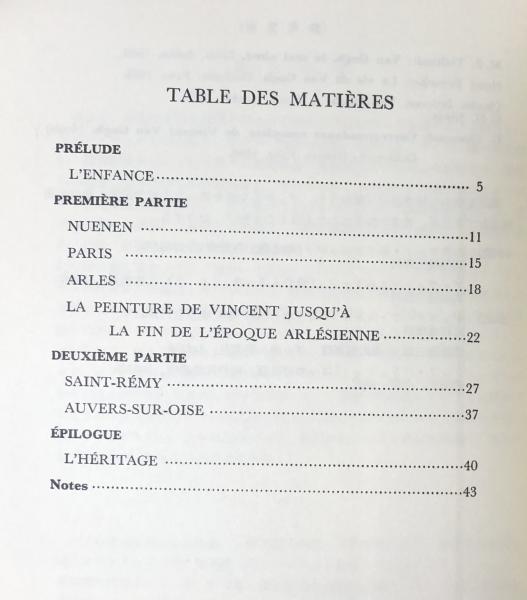 TABLE DES MATIÈRES
PRÉLUDE
L'ENFANCE 5
PREMIÈRE PARTIE
NUENEN 11
PARIS 15
ARLES 18
LA PEINTURE DE VINCENT JUSQU'À
LA FIN DE L'ÉPOQUE ARLÉSIENNE 22
DEUXIÈME PARTIE
SAINT-RÉMY 27
AUVERS-SUR-OISE 37
ÉPILOGUE
L'HÉRITAGE 40
Notes 43